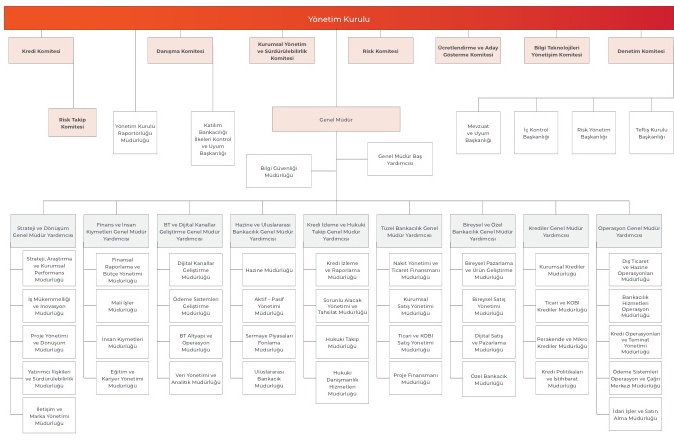 Yönetim Kurulu
Kredi Komitesi
Danışma Komitesi
Kurumsal Yönetim
ve Sürdürülebilirlik
Komitesi
Risk Komitesi
Ücretlendirme ve Aday
Gösterme Komitesi
Bilgi Teknolojileri
Yönetişim Komitesi
Denetim Komitesi
Risk Takip
Komitesi
Yönetim Kurulu
Raportörlüğü
Müdürlüğü
Katılım
Bankacılığı
İlkeleri Kontrol
ve Uyum
Başkanlığı
Genel Müdür
Mevzuat
ve Uyum
Başkanlığı
İç Kontrol
Başkanlığı
Risk Yönetim
Başkanlığı
Teftiş Kurulu
Başkanlığı
Bilgi Güvenliği
Müdürlüğü
Genel Müdür Baş
Yardımcısı
Strateji ve Dönüşüm
Genel Müdür Yardımcısı
Finans ve İnsan
Kıymetleri Genel Müdür
Yardımcısı
BT ve Dijital Kanallar
Geliştirme Genel Müdür
Yardımcısı
Hazine ve Uluslararası
Bankacılık Genel Müdür
Yardımcısı
Kredi İzleme ve Hukuki
Takip Genel Müdür
Yardımcısı
Tüzel Bankacılık Genel
Müdür Yardımcısı
Bireysel ve Özel
Bankacılık Genel Müdür
Yardımcısı
Krediler Genel Müdür
Yardımcısı
Operasyon Genel Müdür
Yardımcısı
Strateji, Araştırma
ve Kurumsal
Performans
Müdürlüğü
Finansal
Raporlama ve
Bütçe Yönetimi
Müdürlüğü
Dijital Kanallar
Geliştirme
Müdürlüğü
Hazine Müdürlüğü
Kredi İzleme
ve Raporlama
Müdürlüğü
Nakit Yönetimi ve
Ticaret Finansmanı
Müdürlüğü
Bireysel Pazarlama
ve Ürün Geliştirme
Müdürlüğü
Kurumsal Krediler
Müdürlüğü
Dış Ticaret
ve Hazine
Operasyonları
Müdürlüğü
İş Mükemmelliği
ve İnovasyon
Müdürlüğü
Mali İşler
Müdürlüğü
Ödeme Sistemleri
Geliştirme
Müdürlüğü
Aktif - Pasif
Yönetimi
Müdürlüğü
Sorunlu Alacak
Yönetimi ve
Tahsilat Müdürlüğü
Kurumsal
Satış Yönetimi
Müdürlüğü
Bireysel Satış
Yönetimi
Müdürlüğü
Ticari ve KOBİ
Krediler Müdürlüğü
Bankacılık
Hizmetleri
Operasyon
Müdürlüğü
Proje Yönetimi
ve Dönüşüm
Müdürlüğü
İnsan Kıymetleri
Müdürlüğü
BT Altyapı ve
Operasyon
Müdürlüğü
Sermaye Piyasaları
Fonlama
Müdürlüğü
Hukuki Takip
Müdürlüğü
Ticari ve KOBİ
Satış Yönetimi
Müdürlüğü
Dijital Satış
ve Pazarlama
Müdürlüğü
Perakende ve Mikro
Krediler Müdürlüğü
Kredi Operasyonları
ve Teminat
Yönetimi
Müdürlüğü
Yatırımcı İlişkileri
ve Sürdürülebilirlik
Müdürlüğü
Eğitim ve
Kariyer Yönetimi
Müdürlüğü
Veri Yönetimi ve
Analitik Müdürlüğü
Uluslararası
Bankacılık
Müdürlüğü
Hukuki
Danışmanlık
Hizmetleri
Müdürlüğü
Proje Finansmanı
Müdürlüğü
Özel Bankacılık
Müdürlüğü
Kredi Politikaları
ve İstihbarat
Müdürlüğü
Ödeme Sistemleri
Operasyon ve Çağrı
Merkezi Müdürlüğü
İletişim ve
Marka Yönetimi
Müdürlüğü
İdari İşler ve Satın
Alma Müdürlüğü